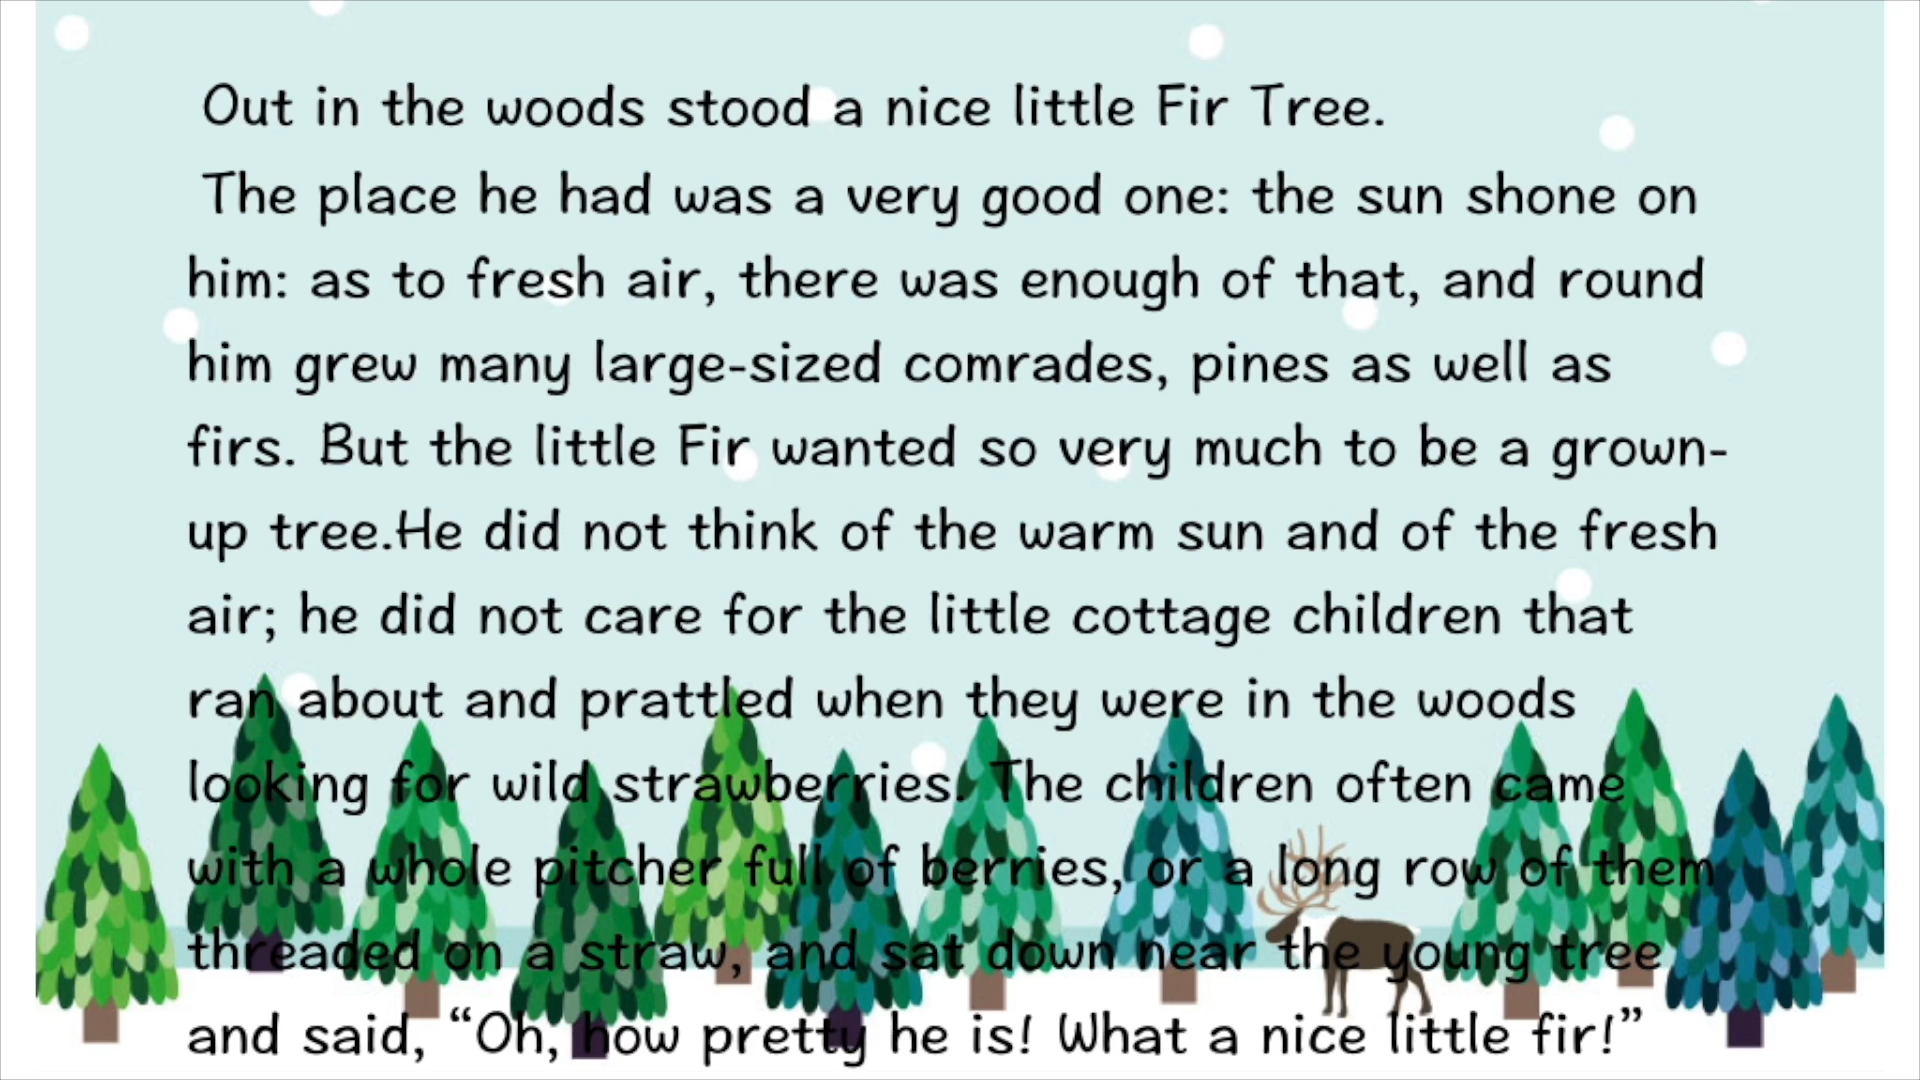 Out in the woods stood a nice little Fir Tree.
The place he had was a very good one: the sun shone on
him: as to fresh air, there was enough of that, and round
him grew many large-sized comrades, pines as well as
firs. But the little Fir wanted so very much to be a grown-
up tree.He did not think of the warm sun and of the fresh
air; he did not care for the little cottage children that
ran about and prattled when they were in the woods
looking for wild strawberries. The children often came
with a whole pitcher full of berries, or a long row of them
threaded on a straw, and sat down near the young tree
and said, “Oh, how pretty he is! What a nice little fir!”